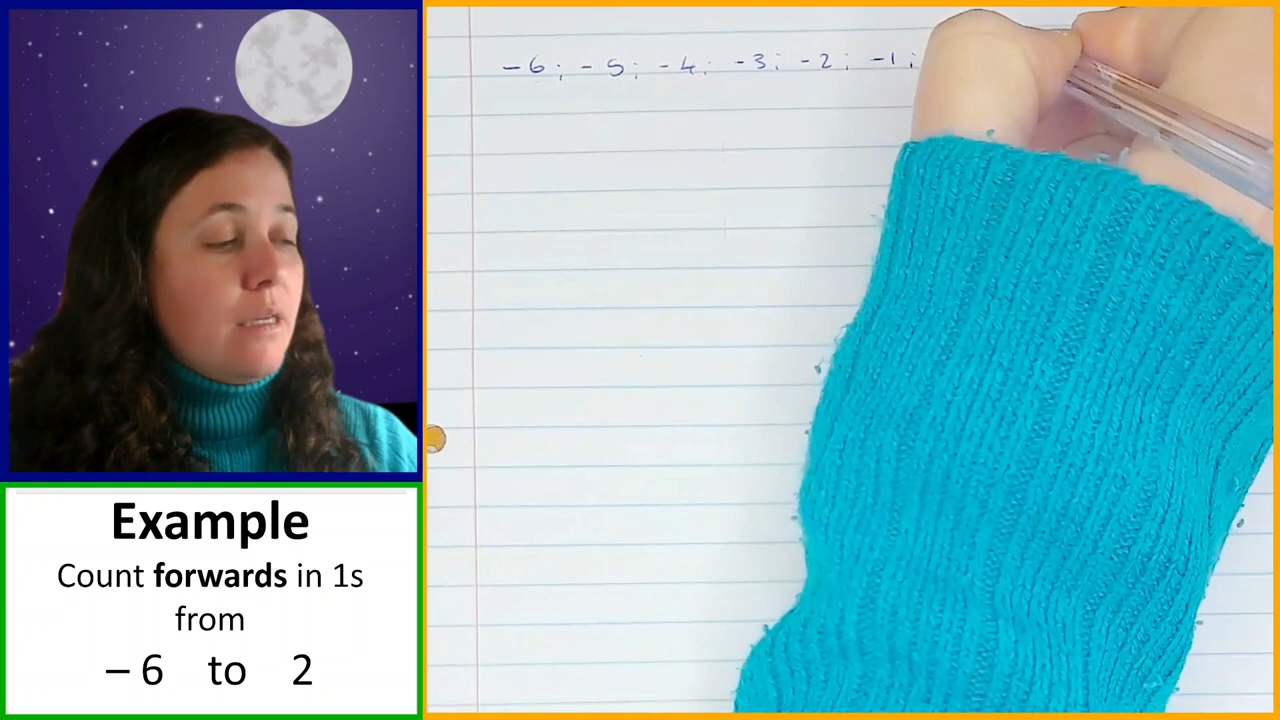 -6; -5; -4; -3; -2; -1;
Example
Count forwards in 1s
from
– 6 to 2